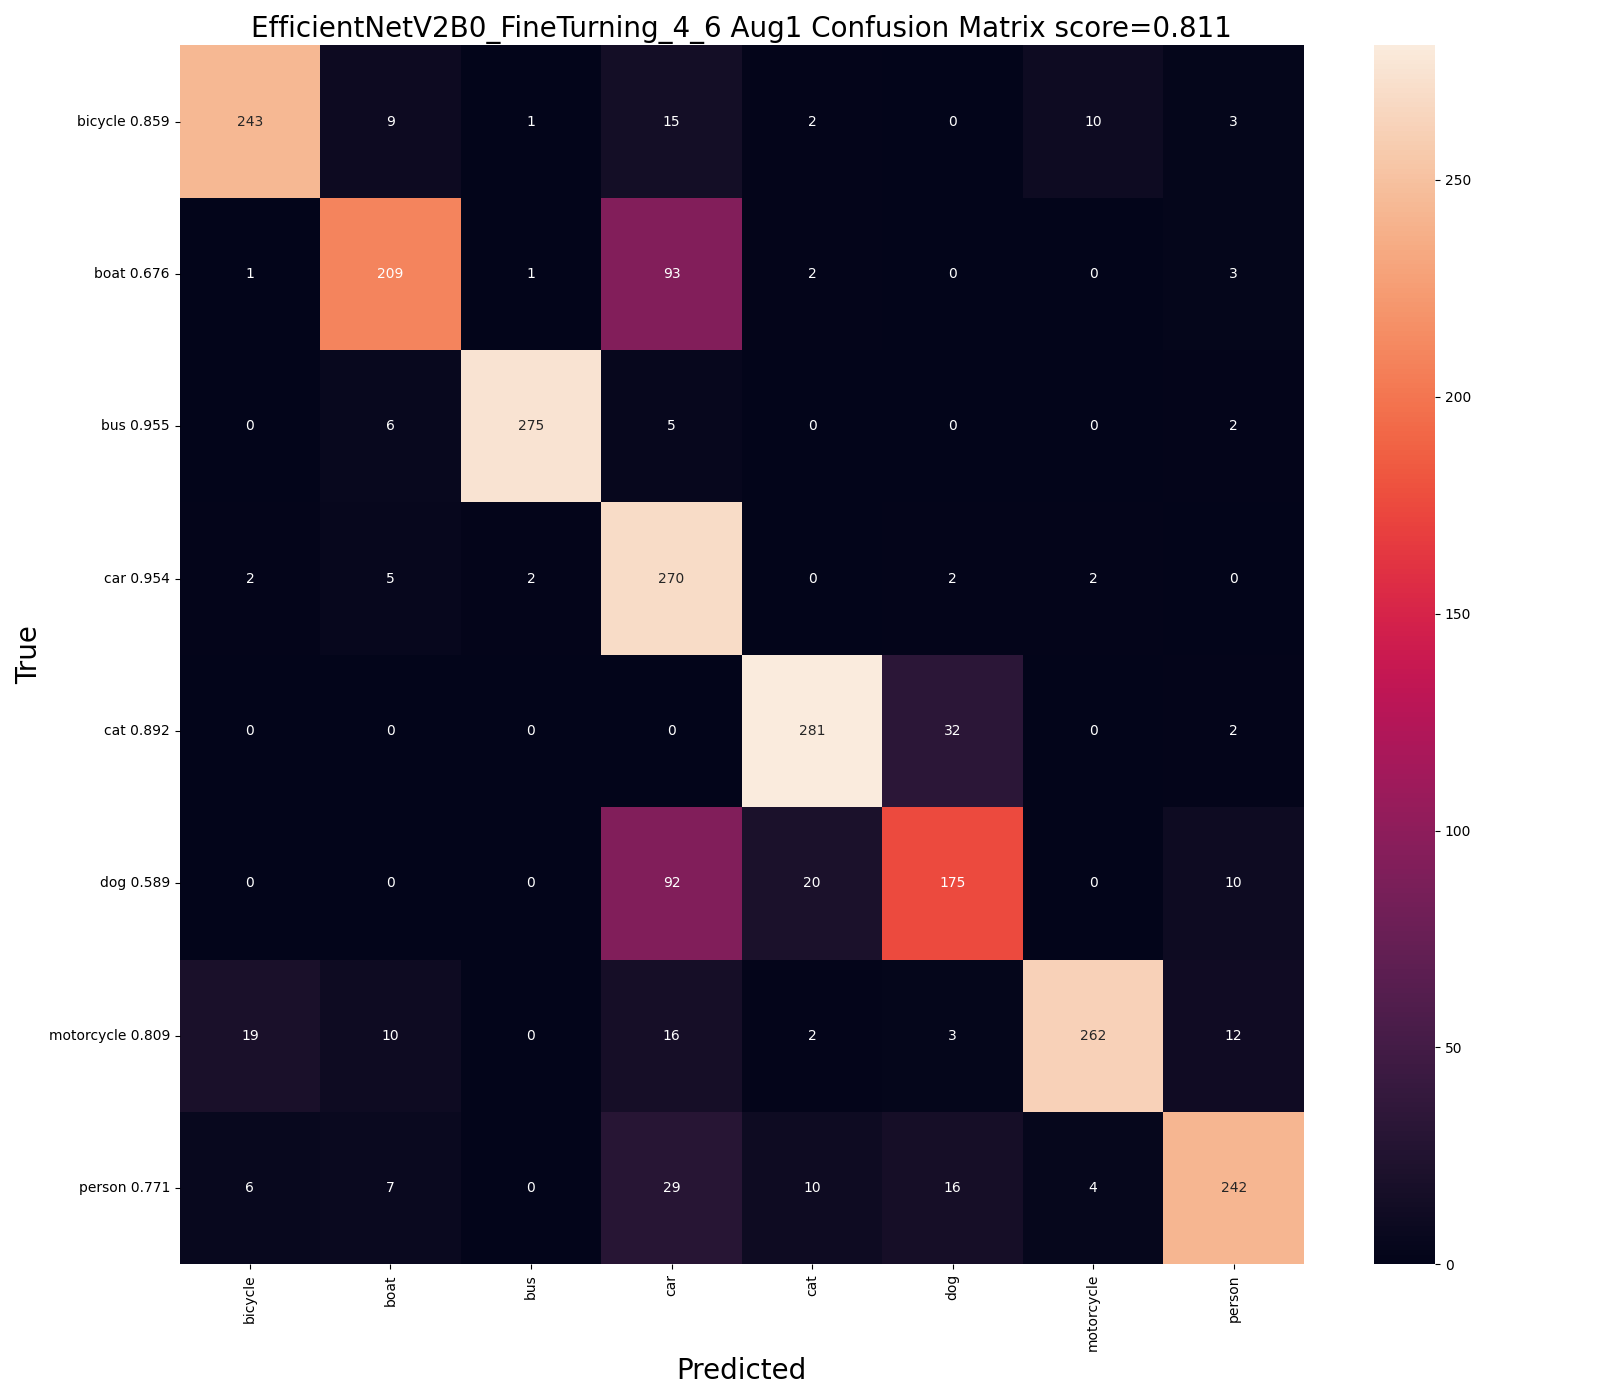 EfficientNetV2B0_FineTurning_4_6 Aug1 Confusion Matrix score=0.811
bicycle 0.859 243 9 1 15 2 0 10 3
boat 0.676 1 209 1 93 2 0 0 3
bus 0.955 0 6 275 5 0 0 0 2
car 0.954 2 5 2 270 0 2 2 0
cat 0.892 0 0 0 0 281 32 0 2
dog 0.589 0 0 0 92 20 175 0 10
motorcycle 0.809 19 10 0 16 2 3 262 12
person 0.771 6 7 0 29 10 16 4 242
True
bicycle boat bus car cat dog motorcycle person
Predicted
250
200
150
100
50
0